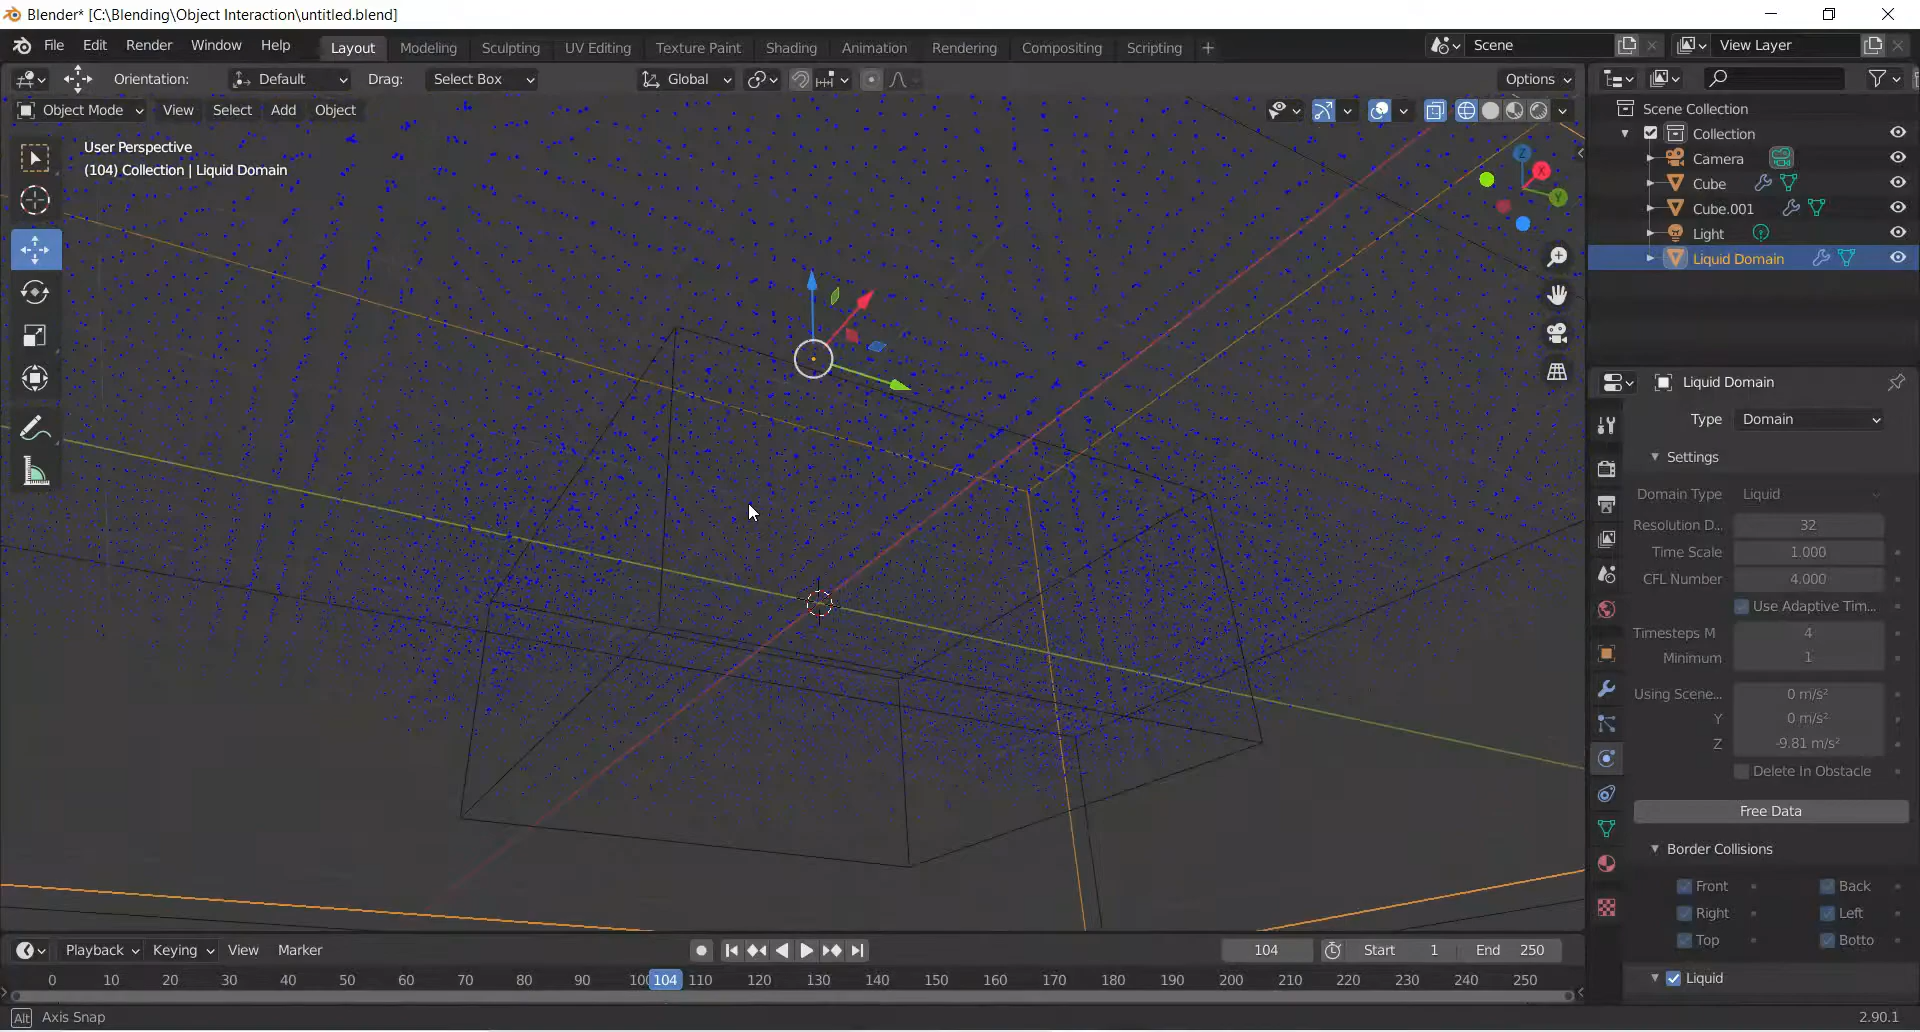 Blender* [C:\Blending\Object Interaction\untitled.blend]
File Edit Render Window Help Layout Modeling Sculpting UV Editing Texture Paint Shading Animation Rendering Compositing Scripting + Scene View Layer
Orientation: Default Drag: Select Box Global Options
Object Mode View Select Add Object
User Perspective
(104) Collection | Liquid Domain
Z
X
Y
Scene Collection
Collection
Camera
Cube
Cube.001
Light
Liquid Domain
Liquid Domain
Type Domain
Settings
Domain Type Liquid
Resolution D... 32
Time Scale 1.000
CFL Number 4.000
Use Adaptive Tim...
Timesteps M 4
Minimum 1
Using Scene... 0 m/s²
Y 0 m/s²
Z -9.81 m/s²
Delete In Obstacle
Free Data
Border Collisions
Front Back
Right Left
Top Botto
Liquid
Playback Keying View Marker 104 Start 1 End 250
0 10 20 30 40 50 60 70 80 90 100 104 110 120 130 140 150 160 170 180 190 200 210 220 230 240 250
Alt Axis Snap 2.90.1